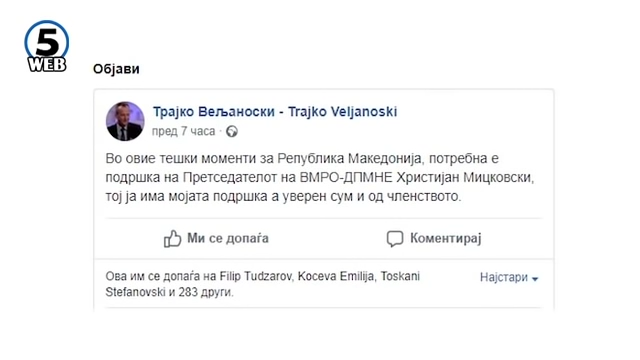 5
WEB
Објави
Трајко Вељаноски - Trajko Veljanoski
пред 7 часа ·
Во овие тешки моменти за Република Македонија, потребна е
подршка на Претседателот на ВМРО-ДПМНЕ Христијан Мицковски,
тој ја има мојата подршка а уверен сум и од членството.
Ми се допаѓа
Коментирај
Ова им се допаѓа на Filip Tudzarov, Koceva Emilija, Toskani
Stefanovski и 283 други.
Најстари